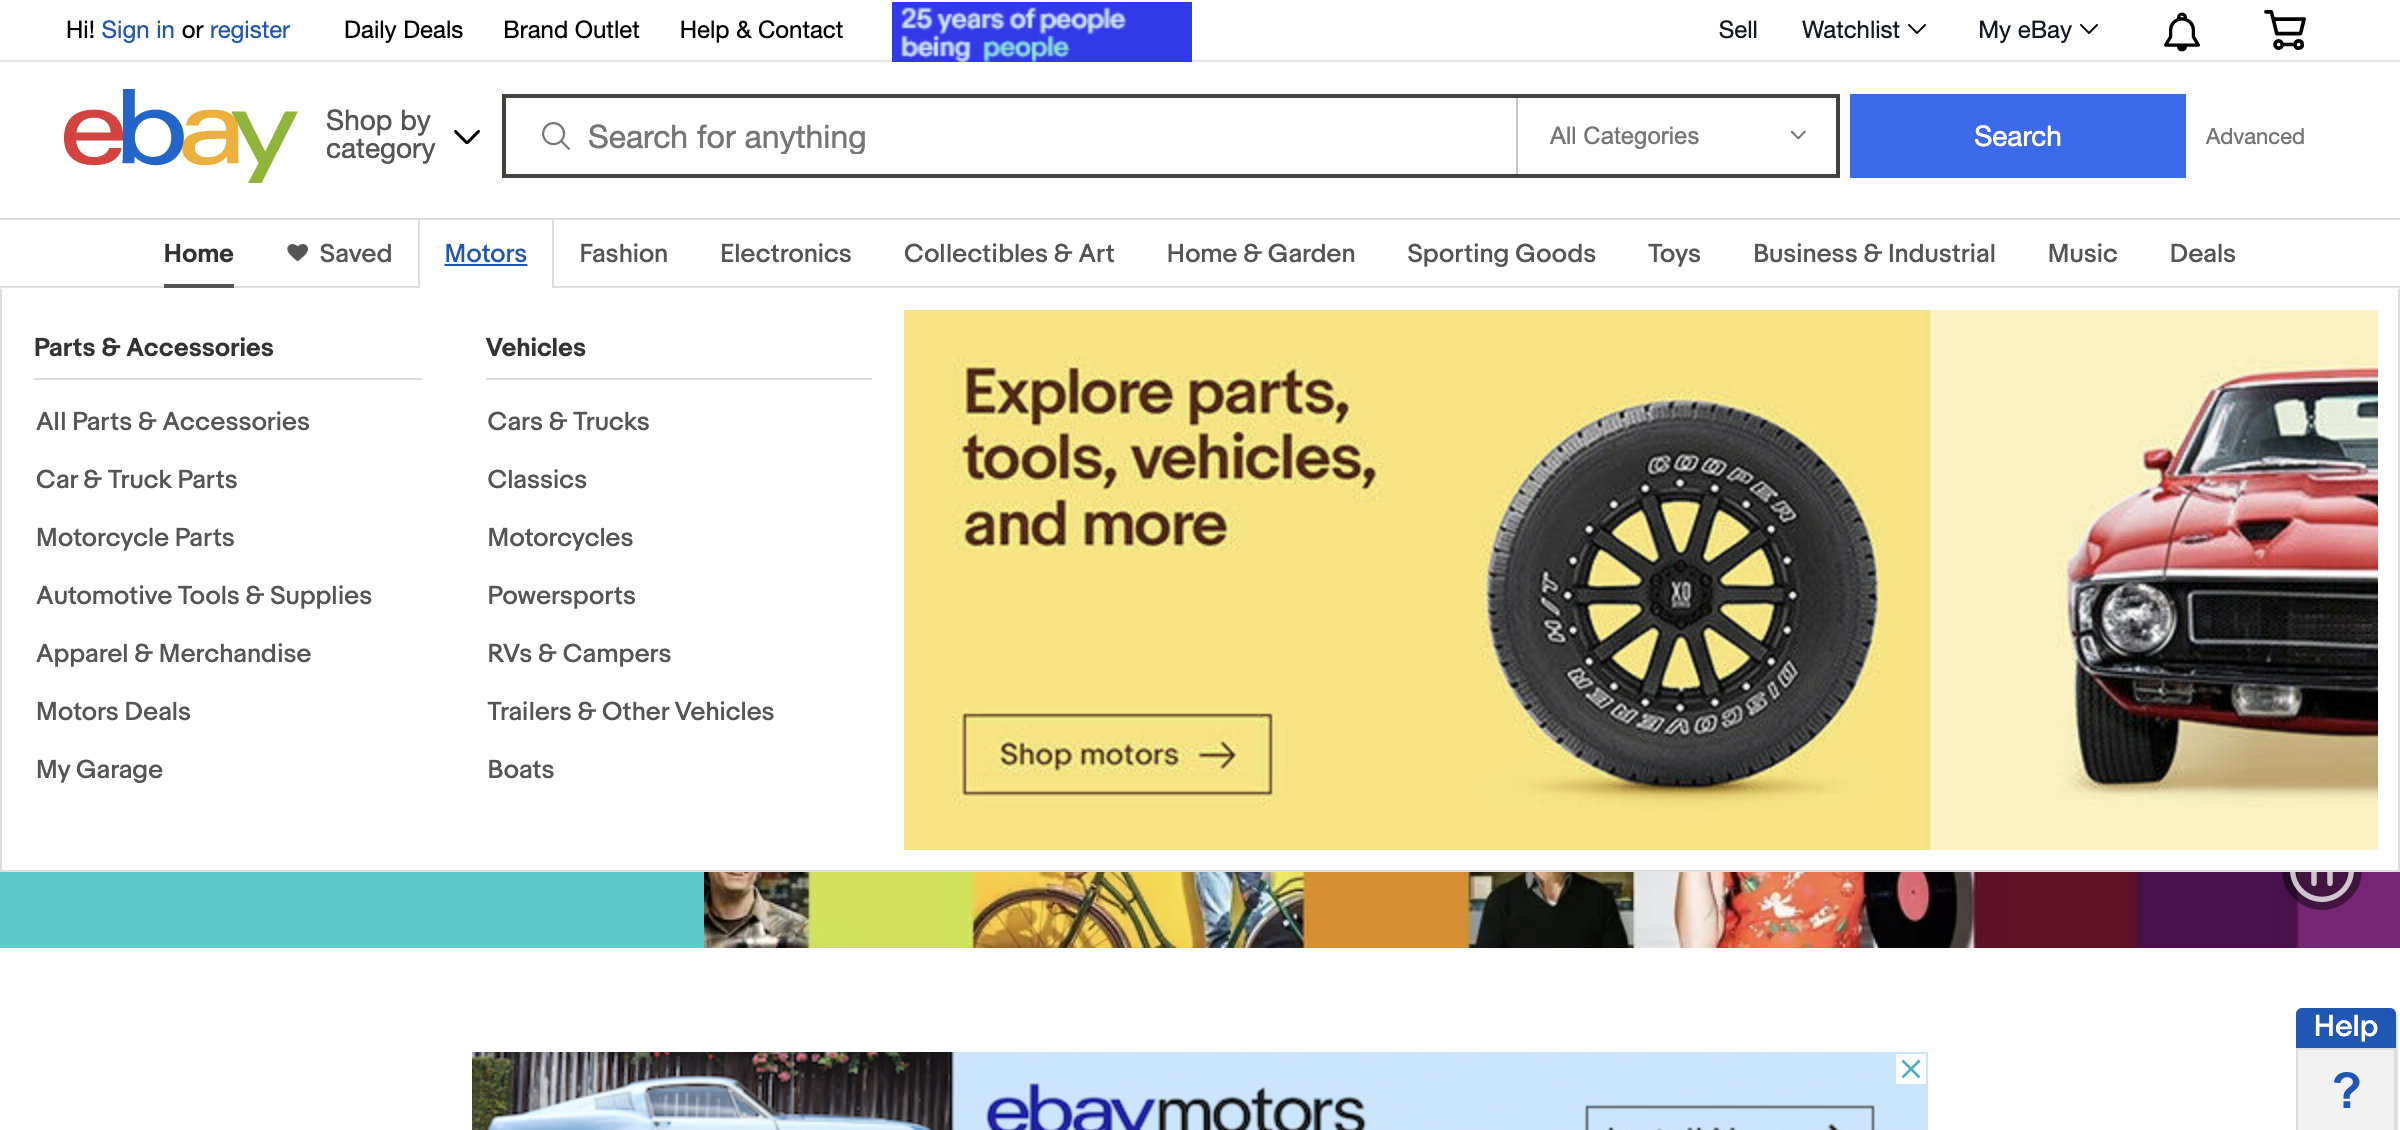 Hi! Sign in or register
Daily Deals
Brand Outlet
Help & Contact
25 years of people
being people
Sell
Watchlist
My eBay
ebay
Shop by
category
Search for anything
All Categories
Search
Advanced
Home
Saved
Motors
Fashion
Electronics
Collectibles & Art
Home & Garden
Sporting Goods
Toys
Business & Industrial
Music
Deals
Parts & Accessories
All Parts & Accessories
Car & Truck Parts
Motorcycle Parts
Automotive Tools & Supplies
Apparel & Merchandise
Motors Deals
My Garage
Vehicles
Cars & Trucks
Classics
Motorcycles
Powersports
RVs & Campers
Trailers & Other Vehicles
Boats
Explore parts,
tools, vehicles,
and more
Shop motors
COOPER
XD
DISCOVERER
H/T
Help
?
ebaymotors